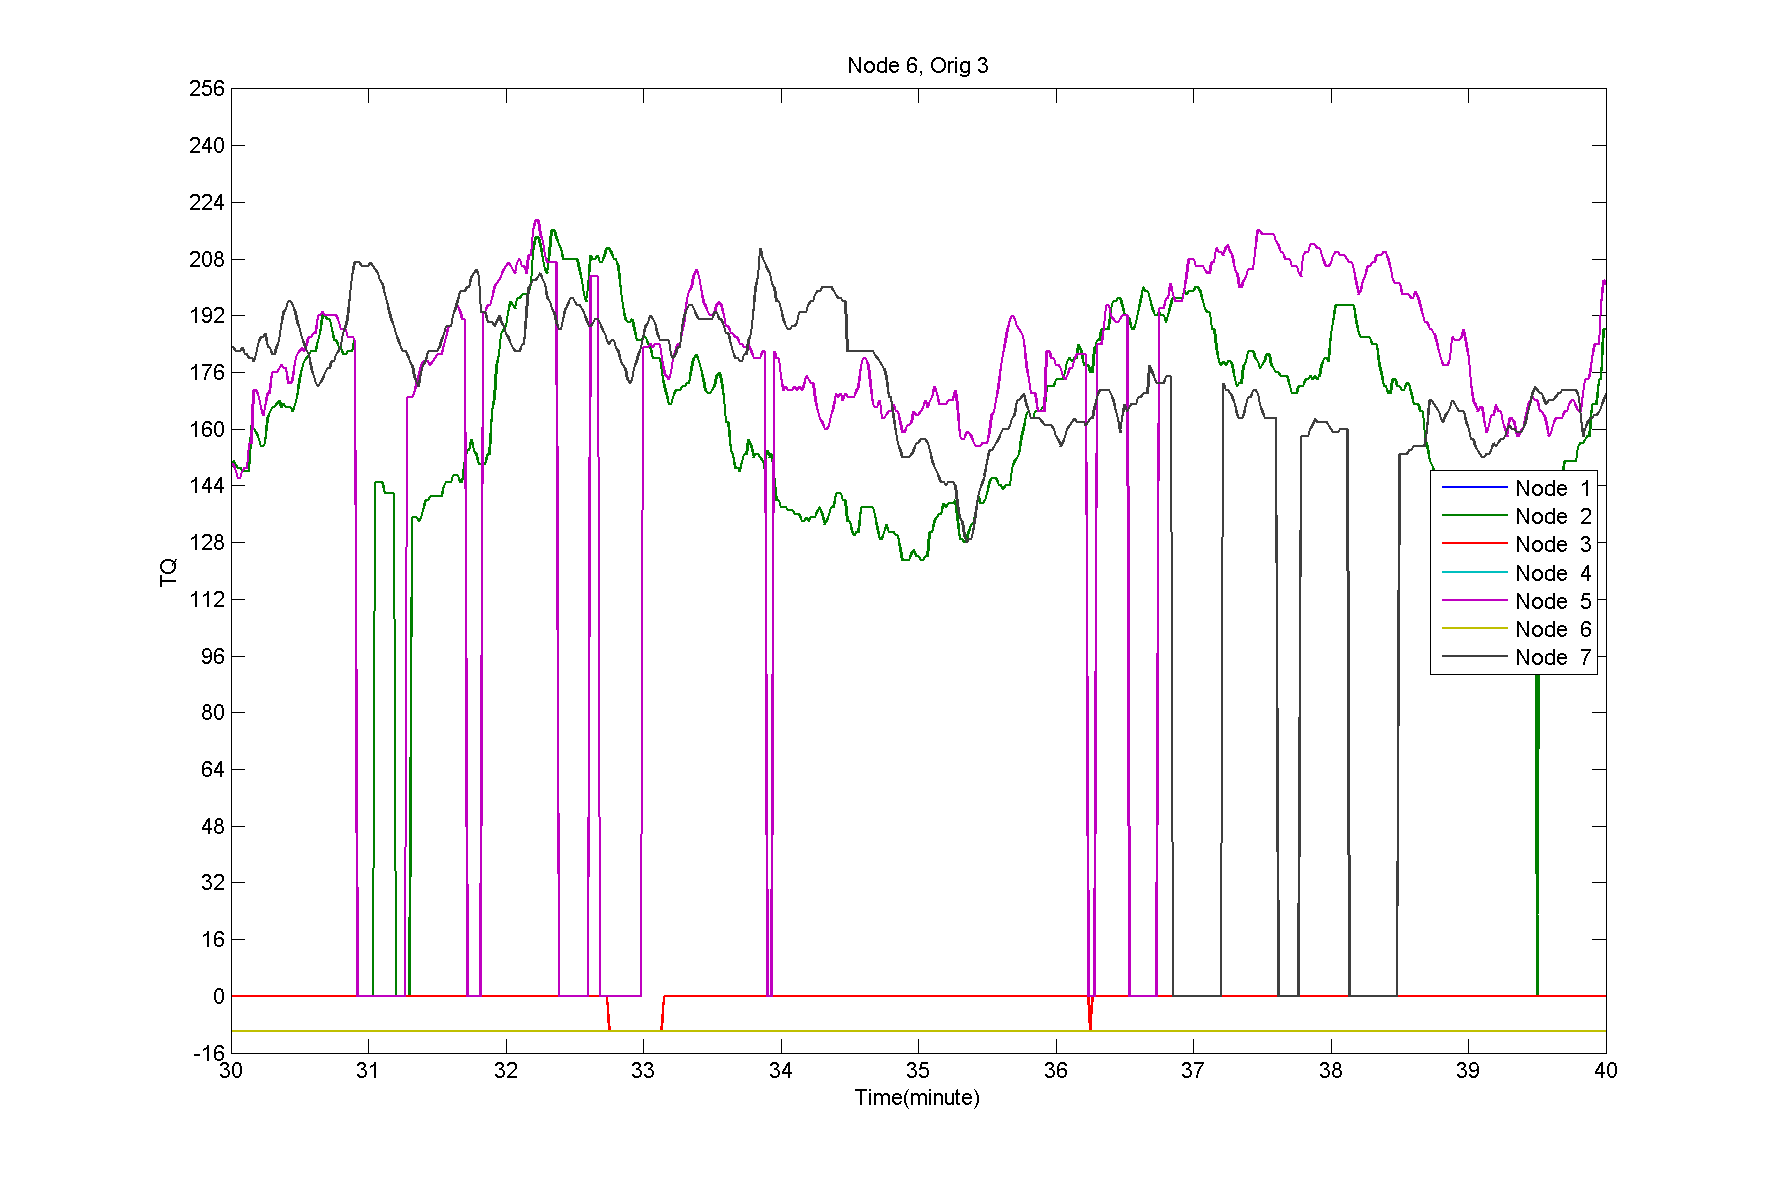 Node 6, Orig 3
256
240
224
208
192
176
160
144
128
112
96
80
64
48
32
16
0
-16
TQ
Node 1
Node 2
Node 3
Node 4
Node 5
Node 6
Node 7
30 31 32 33 34 35 36 37 38 39 40
Time(minute)